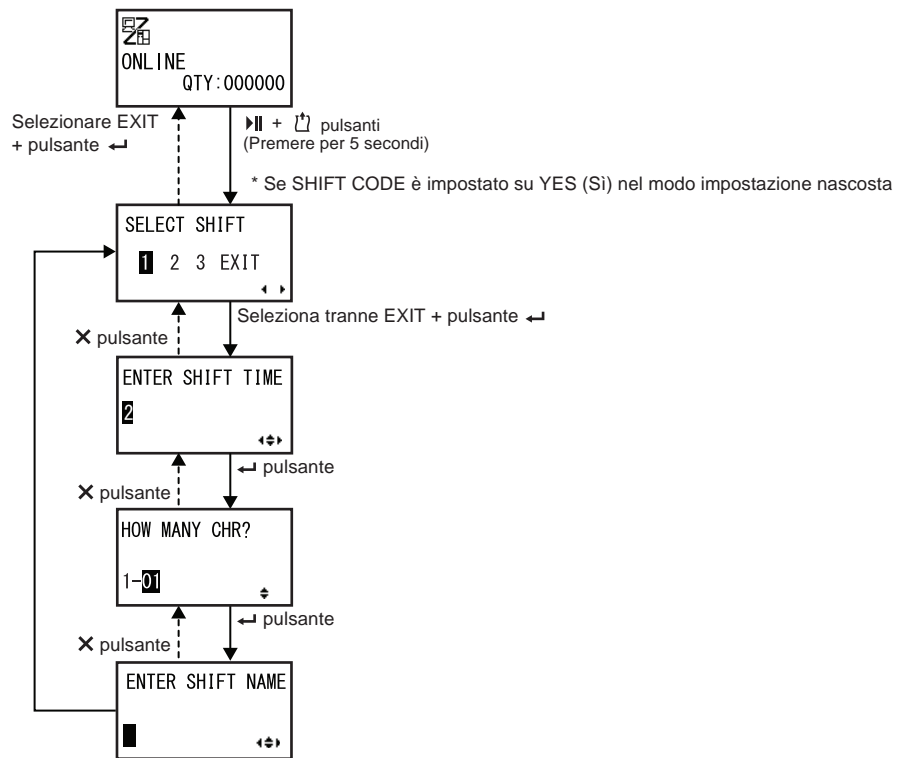 ONLINE
QTY:000000
Selezionare EXIT
+ pulsante ↵
+ pulsanti
(Premere per 5 secondi)
* Se SHIFT CODE è impostato su YES (Sì) nel modo impostazione nascosta
SELECT SHIFT
1 2 3 EXIT
Seleziona tranne EXIT + pulsante ↵
✕ pulsante
ENTER SHIFT TIME
2
↵ pulsante
✕ pulsante
HOW MANY CHR?
1-01
↵ pulsante
✕ pulsante
ENTER SHIFT NAME